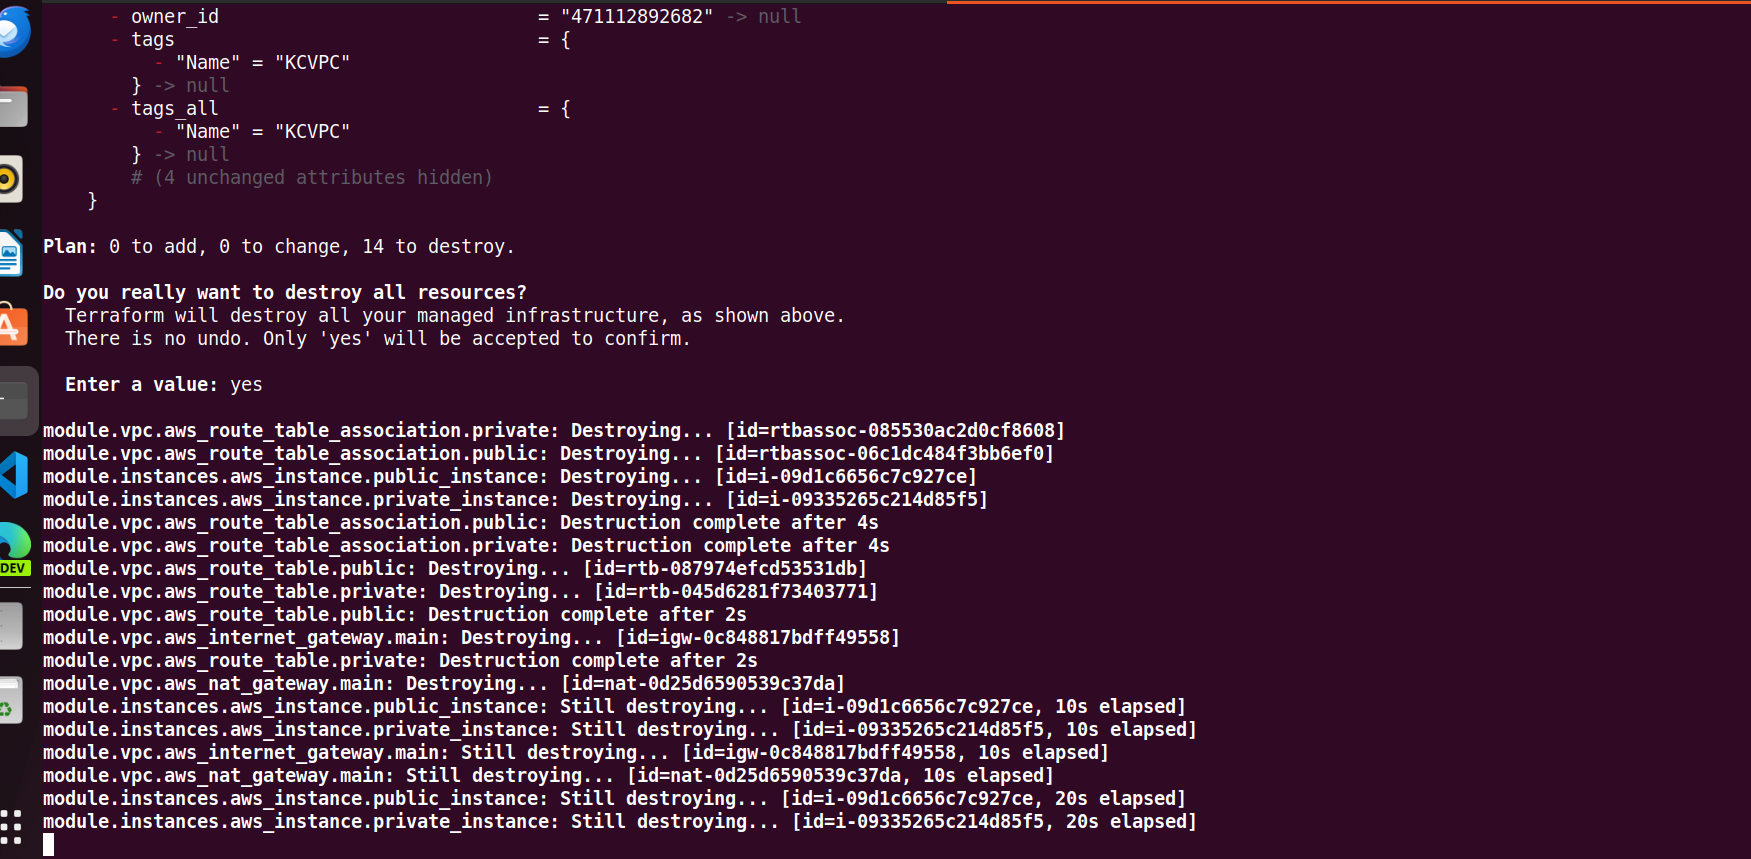 - owner_id = "471112892682" -> null
- tags = {
- "Name" = "KCVPC"
} -> null
- tags_all = {
- "Name" = "KCVPC"
} -> null
# (4 unchanged attributes hidden)
}
Plan: 0 to add, 0 to change, 14 to destroy.
Do you really want to destroy all resources?
Terraform will destroy all your managed infrastructure, as shown above.
There is no undo. Only 'yes' will be accepted to confirm.
Enter a value: yes
module.vpc.aws_route_table_association.private: Destroying... [id=rtbassoc-085530ac2d0cf8608]
module.vpc.aws_route_table_association.public: Destroying... [id=rtbassoc-06c1dc484f3bb6ef0]
module.instances.aws_instance.public_instance: Destroying... [id=i-09d1c6656c7c927ce]
module.instances.aws_instance.private_instance: Destroying... [id=i-09335265c214d85f5]
module.vpc.aws_route_table_association.public: Destruction complete after 4s
module.vpc.aws_route_table_association.private: Destruction complete after 4s
module.vpc.aws_route_table.public: Destroying... [id=rtb-087974efcd53531db]
module.vpc.aws_route_table.private: Destroying... [id=rtb-045d6281f73403771]
module.vpc.aws_route_table.public: Destruction complete after 2s
module.vpc.aws_internet_gateway.main: Destroying... [id=igw-0c848817bdff49558]
module.vpc.aws_route_table.private: Destruction complete after 2s
module.vpc.aws_nat_gateway.main: Destroying... [id=nat-0d25d6590539c37da]
module.instances.aws_instance.public_instance: Still destroying... [id=i-09d1c6656c7c927ce, 10s elapsed]
module.instances.aws_instance.private_instance: Still destroying... [id=i-09335265c214d85f5, 10s elapsed]
module.vpc.aws_internet_gateway.main: Still destroying... [id=igw-0c848817bdff49558, 10s elapsed]
module.vpc.aws_nat_gateway.main: Still destroying... [id=nat-0d25d6590539c37da, 10s elapsed]
module.instances.aws_instance.public_instance: Still destroying... [id=i-09d1c6656c7c927ce, 20s elapsed]
module.instances.aws_instance.private_instance: Still destroying... [id=i-09335265c214d85f5, 20s elapsed]
DEV